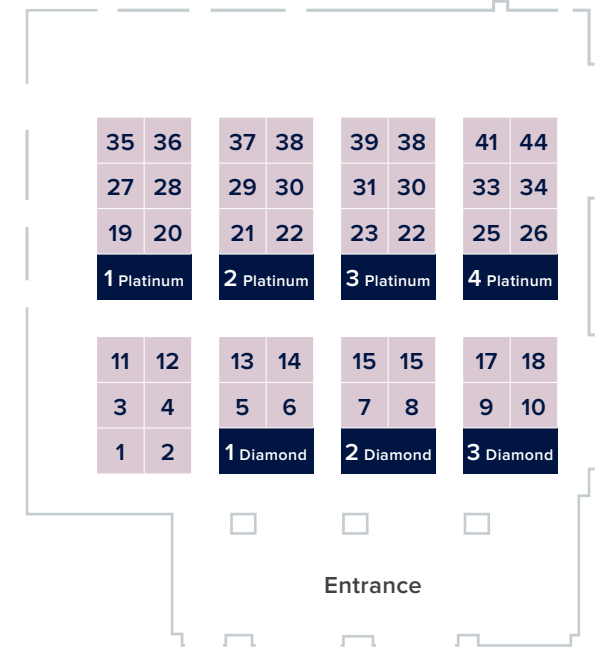 35 36 37 38 39 38 41 44
27 28 29 30 31 30 33 34
19 20 21 22 23 22 25 26
1 Platinum 2 Platinum 3 Platinum 4 Platinum
11 12 13 14 15 15 17 18
3 4 5 6 7 8 9 10
1 2 1 Diamond 2 Diamond 3 Diamond
Entrance